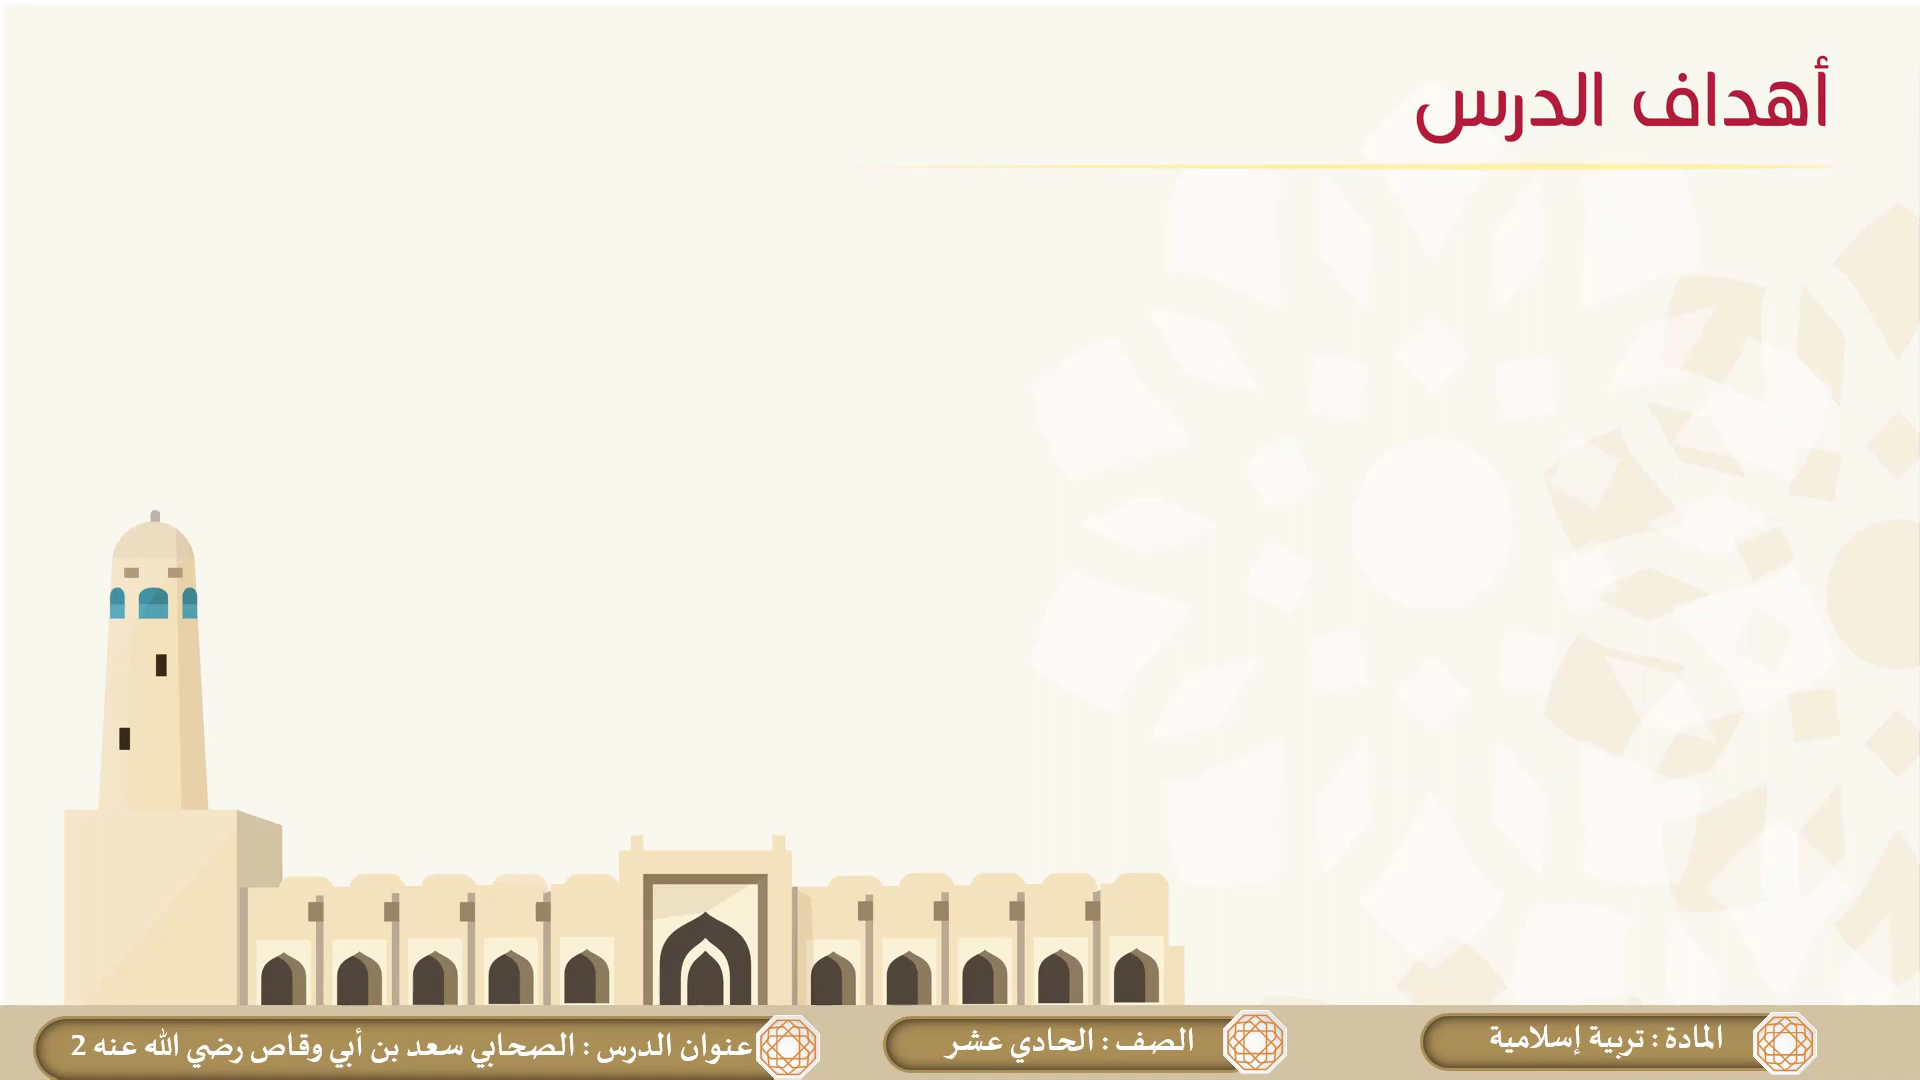 أهداف الدرس
المادة : تربية إسلامية
الصف : الحادي عشر
عنوان الدرس : الصحابي سعد بن أبي وقاص رضي الله عنه 2